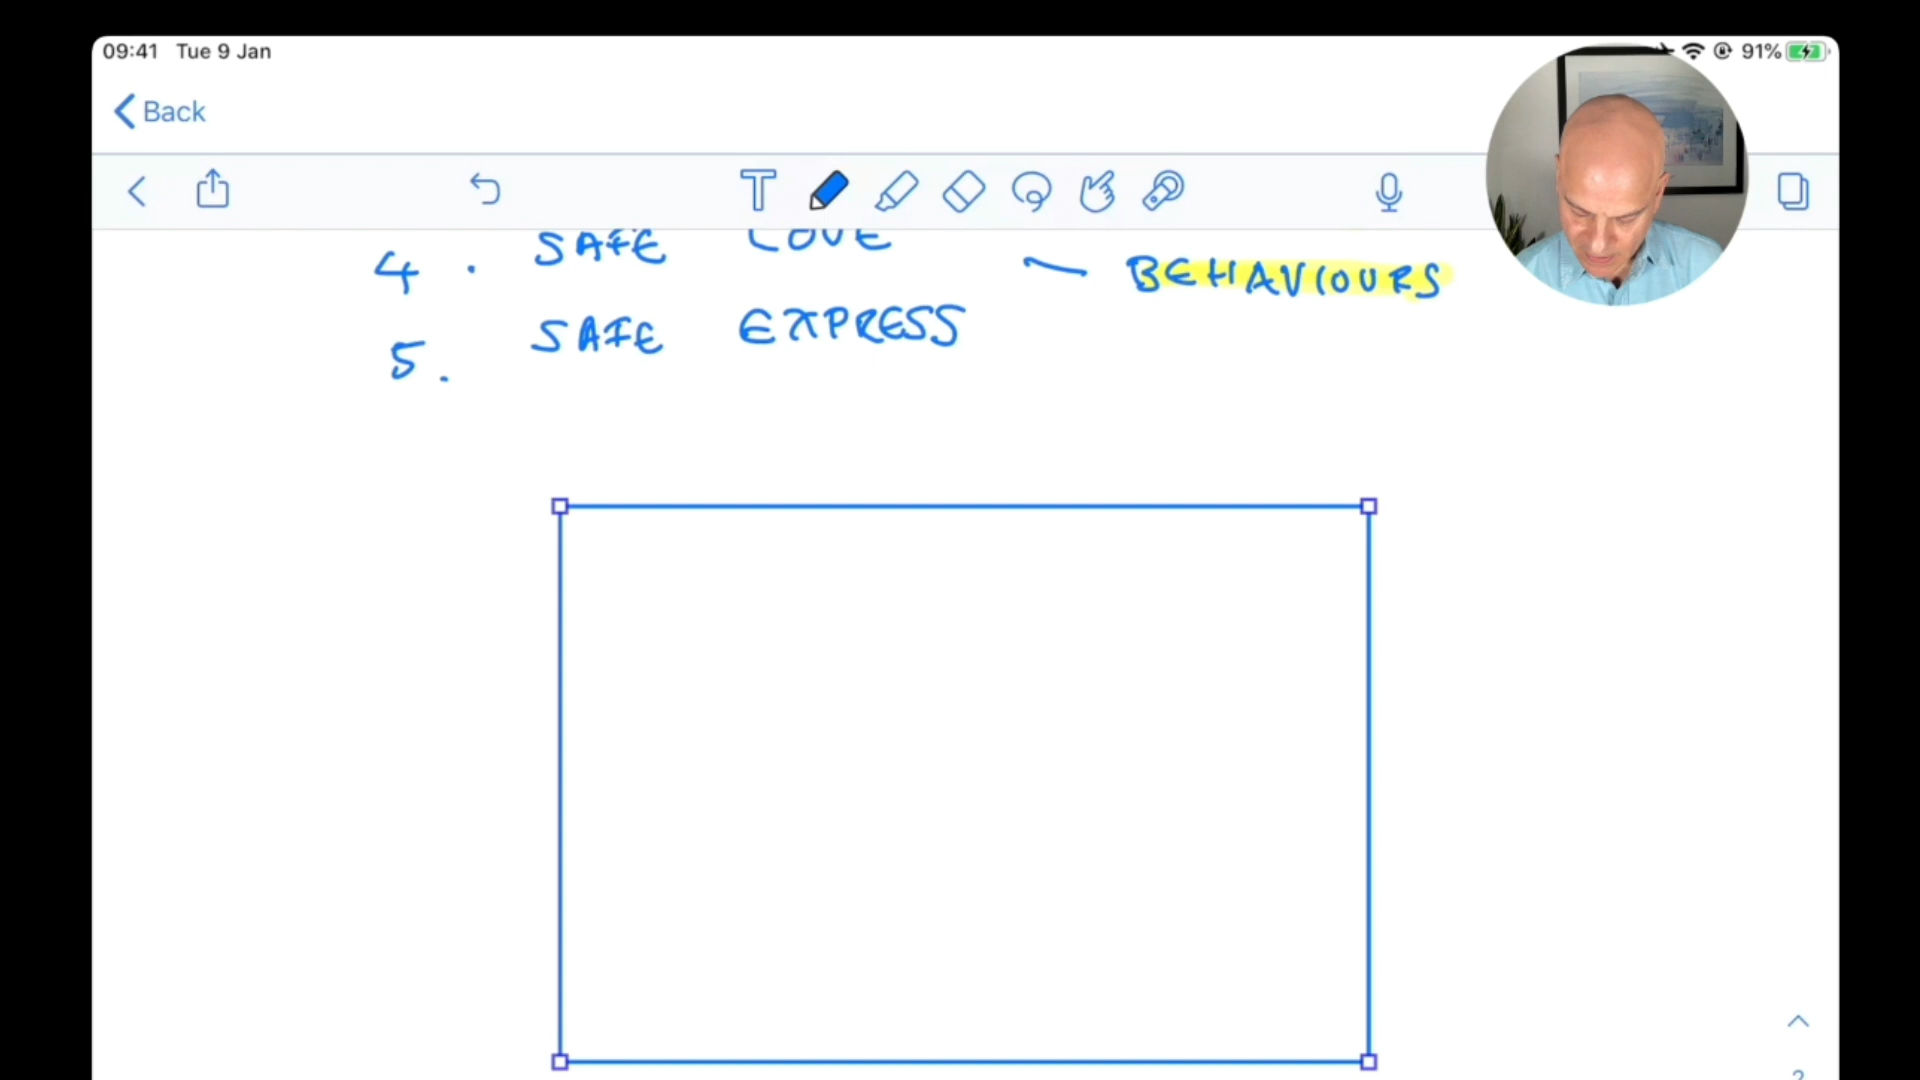 09:41 Tue 9 Jan 91%
Back
T
4. SAFE LOVE
— BEHAVIOURS
5. SAFE EXPRESS